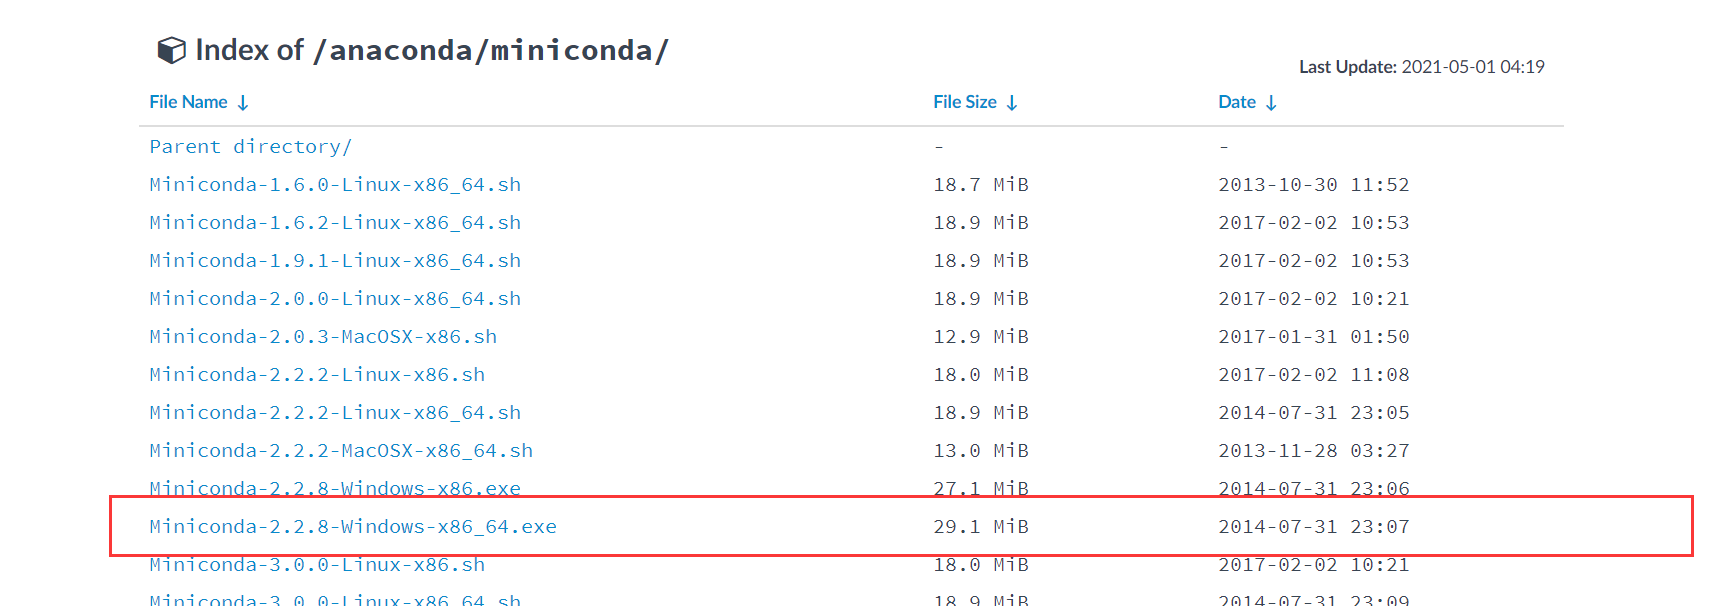 Index of /anaconda/miniconda/
Last Update: 2021-05-01 04:19
File Name ↓ File Size ↓ Date ↓
Parent directory/ - -
Miniconda-1.6.0-Linux-x86_64.sh 18.7 MiB 2013-10-30 11:52
Miniconda-1.6.2-Linux-x86_64.sh 18.9 MiB 2017-02-02 10:53
Miniconda-1.9.1-Linux-x86_64.sh 18.9 MiB 2017-02-02 10:53
Miniconda-2.0.0-Linux-x86_64.sh 18.9 MiB 2017-02-02 10:21
Miniconda-2.0.3-MacOSX-x86.sh 12.9 MiB 2017-01-31 01:50
Miniconda-2.2.2-Linux-x86.sh 18.0 MiB 2017-02-02 11:08
Miniconda-2.2.2-Linux-x86_64.sh 18.9 MiB 2014-07-31 23:05
Miniconda-2.2.2-MacOSX-x86_64.sh 13.0 MiB 2013-11-28 03:27
Miniconda-2.2.8-Windows-x86.exe 27.1 MiB 2014-07-31 23:06
Miniconda-2.2.8-Windows-x86_64.exe 29.1 MiB 2014-07-31 23:07
Miniconda-3.0.0-Linux-x86.sh 18.0 MiB 2017-02-02 10:21
Miniconda-3.0.0-Linux-x86_64.sh 18.9 MiB 2014-07-31 23:09